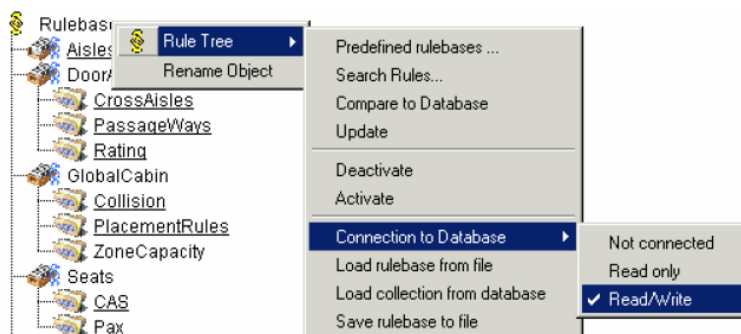 Rulebas
Aisles
DoorA
CrossAisles
PassageWays
Rating
GlobalCabin
Collision
PlacementRules
ZoneCapacity
Seats
CAS
Pax
Rule Tree
Rename Object
Predefined rulebases ...
Search Rules...
Compare to Database
Update
Deactivate
Activate
Connection to Database
Load rulebase from file
Load collection from database
Save rulebase to file
Not connected
Read only
Read/Write